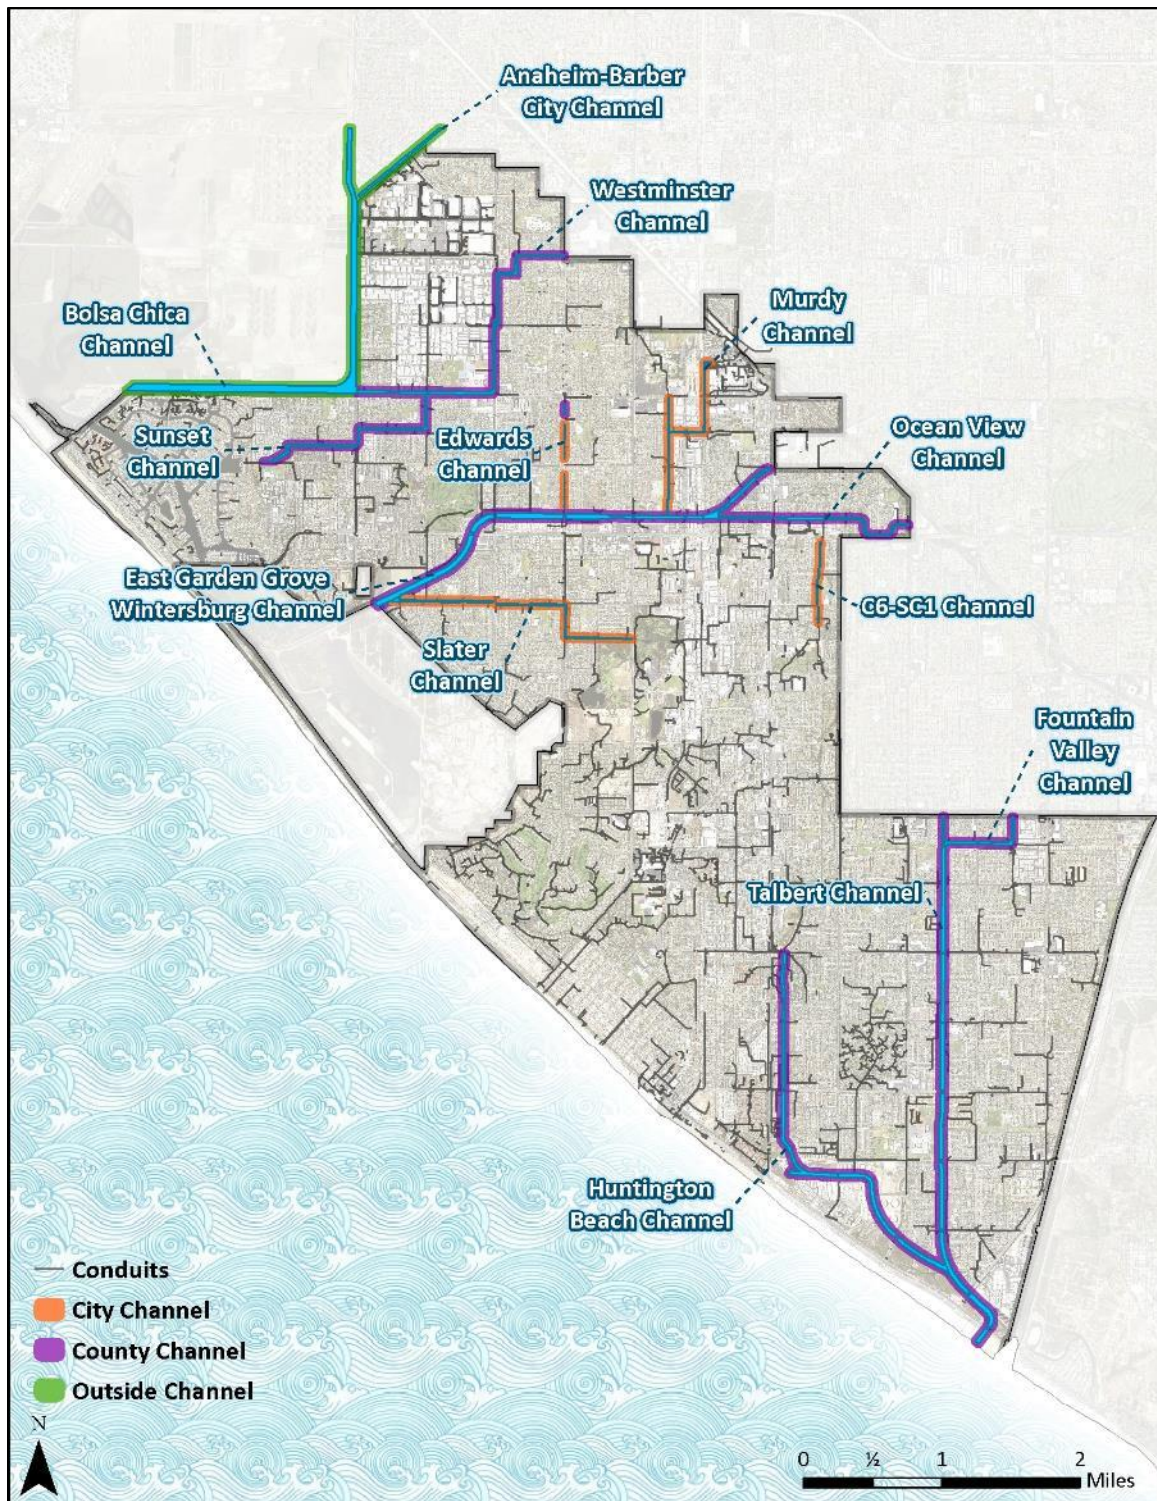 Anaheim-Barber
City Channel
Westminster
Channel
Bolsa Chica
Channel
Murdy
Channel
Sunset
Channel
Edwards
Channel
Ocean View
Channel
East Garden Grove
Wintersburg Channel
C6-SC1 Channel
Slater
Channel
Fountain
Valley
Channel
Talbert Channel
Huntington
Beach Channel
Conduits
City Channel
County Channel
Outside Channel
N
0 ½ 1 2
Miles